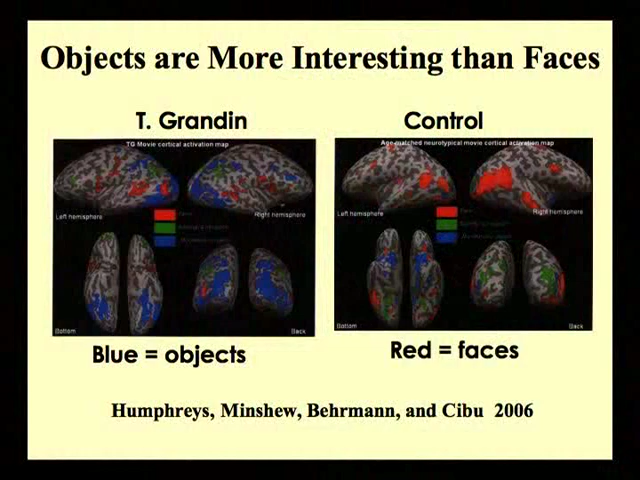 Objects are More Interesting than Faces
T. Grandin
Control
TG Movie cortical activation map
Age-matched neurotypical movie cortical activation map
Left hemisphere
Right hemisphere
Left hemisphere
Right hemisphere
Bottom
Back
Bottom
Back
Blue = objects
Red = faces
Humphreys, Minshew, Behrmann, and Cibu 2006